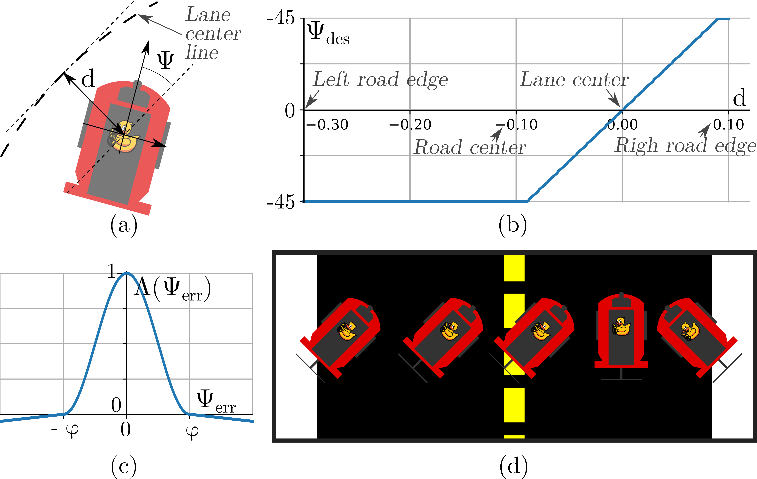 Lane
center
line
d
Ψ
(a)
-45
Ψdes
Left road edge
Lane center
0
d
−0.30
−0.20
−0.10
0.00
0.10
Road center
Righ road edge
-45
(b)
1
Λ(Ψerr)
0
Ψerr
- φ
0
φ
(c)
(d)